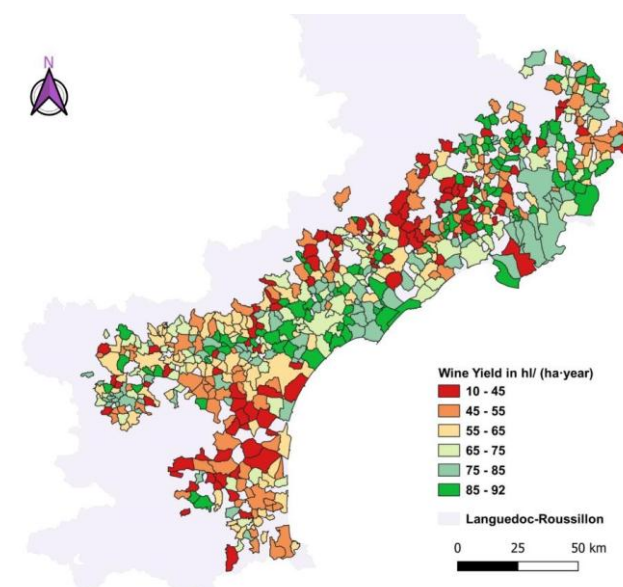 N
Wine Yield in hl/ (ha·year)
10 - 45
45 - 55
55 - 65
65 - 75
75 - 85
85 - 92
Languedoc-Roussillon
0 25 50 km